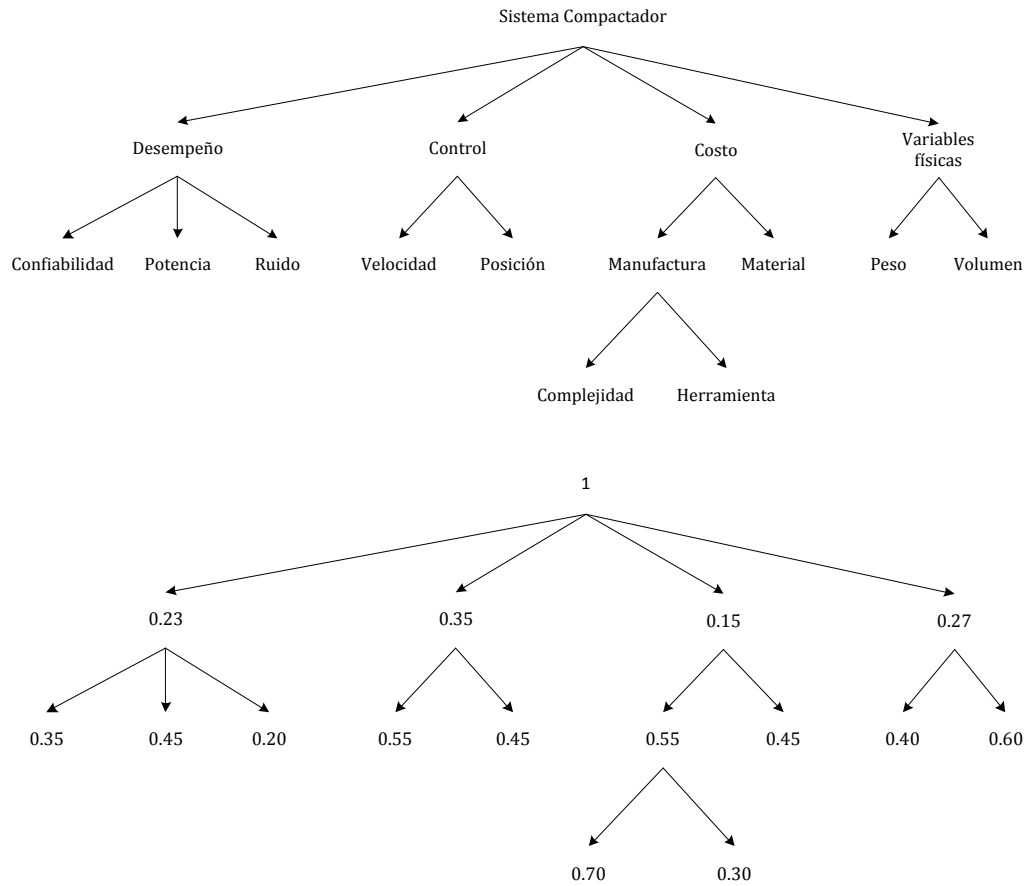 Sistema Compactador
Desempeño
Control
Costo
Variables
físicas
Confiabilidad
Potencia
Ruido
Velocidad
Posición
Manufactura
Material
Peso
Volumen
Complejidad
Herramienta
1
0.23
0.35
0.15
0.27
0.35
0.45
0.20
0.55
0.45
0.55
0.45
0.40
0.60
0.70
0.30